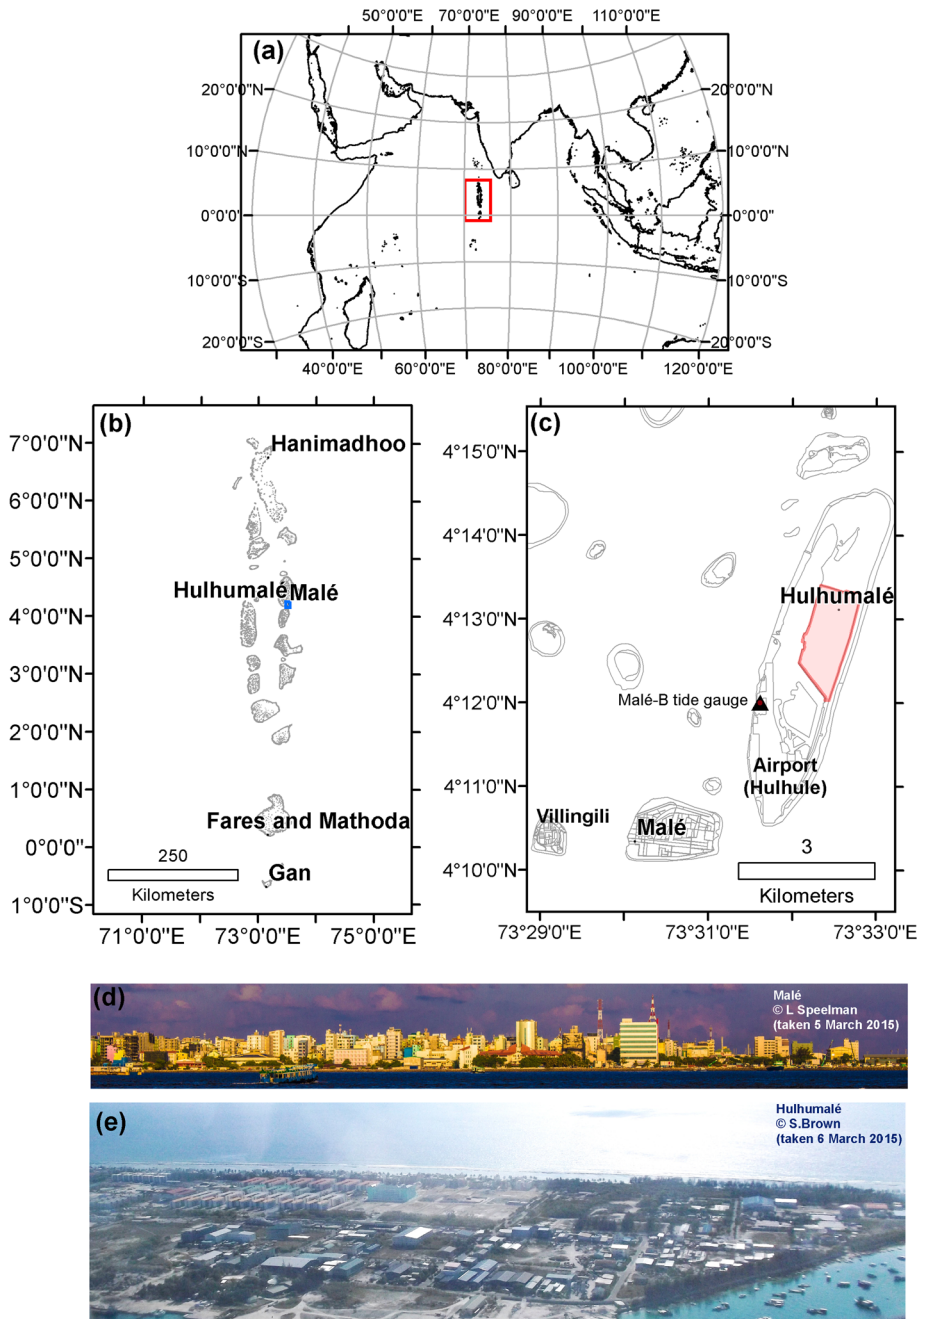 50°0'0"E 70°0'0"E 90°0'0"E 110°0'0"E
(a)
20°0'0"N 20°0'0"N
10°0'0"N 10°0'0"N
0°0'0' 0°0'0"
10°0'0"S 10°0'0"S
20°0'0"S 20°0'0"S
40°0'0"E 60°0'0"E 80°0'0"E 100°0'0"E 120°0'0"E
(b)
7°0'0"N
6°0'0"N
5°0'0"N
4°0'0"N
3°0'0"N
2°0'0"N
1°0'0"N
0°0'0"
1°0'0"S
Hanimadhoo
Hulhumalé Malé
Fares and Mathoda
Gan
250
Kilometers
71°0'0"E 73°0'0"E 75°0'0"E
(c)
4°15'0"N
4°14'0"N
4°13'0"N
4°12'0"N
4°11'0"N
4°10'0"N
Hulhumalé
Malé-B tide gauge
Airport
(Hulhule)
Villingili
Malé
3
Kilometers
73°29'0"E 73°31'0"E 73°33'0"E
(d)
Malé
© L Speelman
(taken 5 March 2015)
(e)
Hulhumalé
© S.Brown
(taken 6 March 2015)